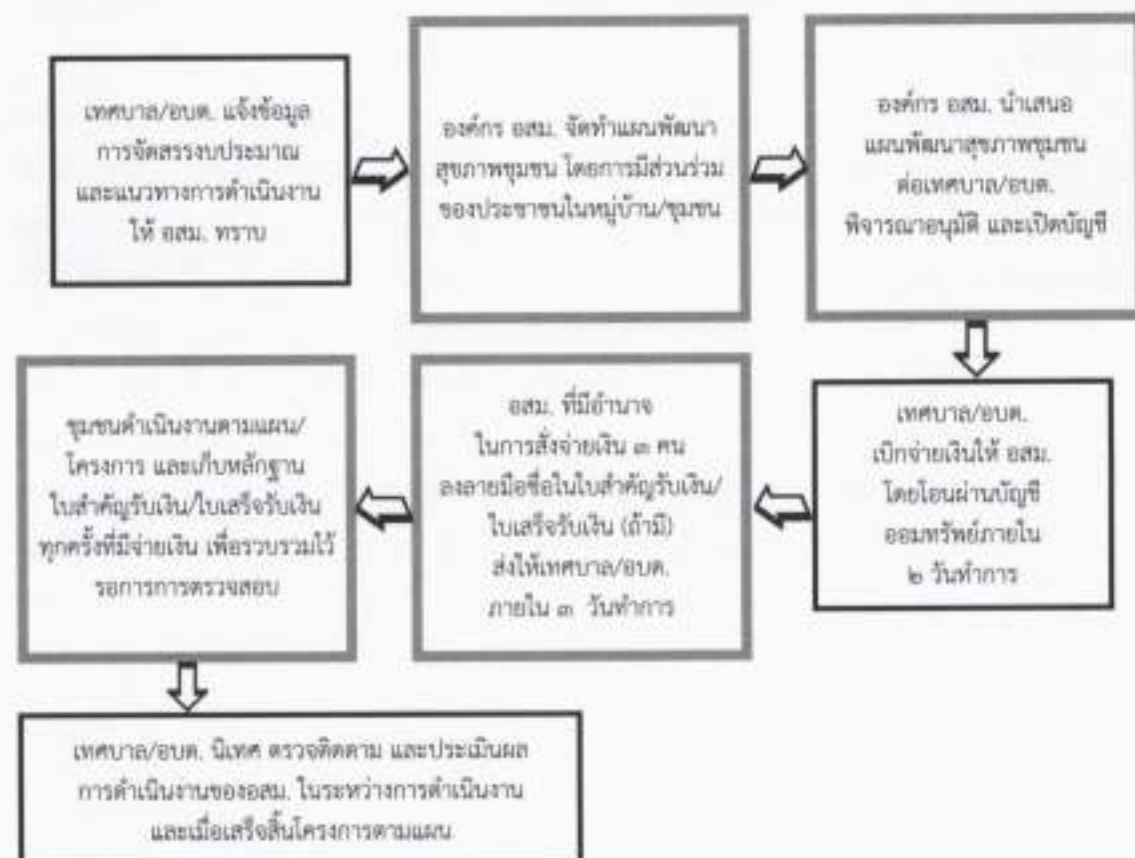 เทศบาล/อบต. แจ้งข้อมูล
การจัดสรรงบประมาณ
และแนวทางการดำเนินงาน
ให้ อสม. ทราบ
องค์กร อสม. จัดทำแผนพัฒนา
สุขภาพชุมชน โดยการมีส่วนร่วม
ของประชาชนในหมู่บ้าน/ชุมชน
องค์กร อสม. นำเสนอ
แผนพัฒนาสุขภาพชุมชน
ต่อเทศบาล/อบต.
พิจารณาอนุมัติ และเปิดบัญชี
เทศบาล/อบต.
เบิกจ่ายเงินให้ อสม.
โดยโอนผ่านบัญชี
ออมทรัพย์ภายใน
๒ วันทำการ
อสม. ที่มีอำนาจ
ในการสั่งจ่ายเงิน ๓ คน
ลงลายมือชื่อในใบสำคัญรับเงิน/
ใบเสร็จรับเงิน (ถ้ามี)
ส่งให้เทศบาล/อบต.
ภายใน ๓ วันทำการ
ชุมชนดำเนินงานตามแผน/
โครงการ และเก็บหลักฐาน
ใบสำคัญรับเงิน/ใบเสร็จรับเงิน
ทุกครั้งที่มีจ่ายเงิน เพื่อรวบรวมไว้
รอการการตรวจสอบ
เทศบาล/อบต. นิเทศ ตรวจติดตาม และประเมินผล
การดำเนินงานของอสม. ในระหว่างการดำเนินงาน
และเมื่อเสร็จสิ้นโครงการตามแผน